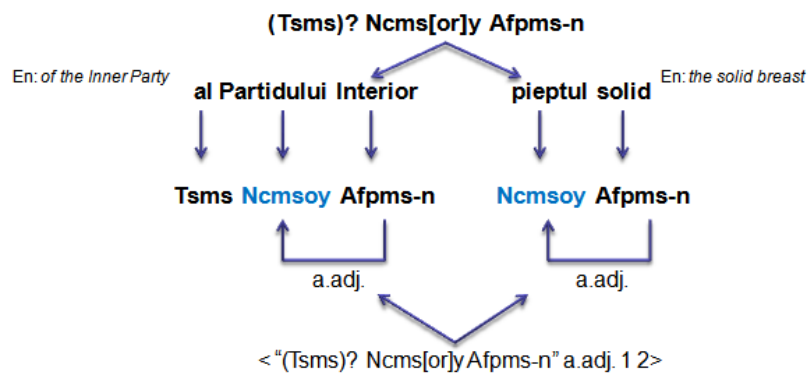 (Tsms)? Ncms[or]y Afpms-n
En: of the Inner Party
al Partidului Interior
pieptul solid
En: the solid breast
Tsms Ncmsoy Afpms-n
Ncmsoy Afpms-n
a.adj.
a.adj.
< “(Tsms)? Ncms[or]y Afpms-n” a.adj. 1 2>